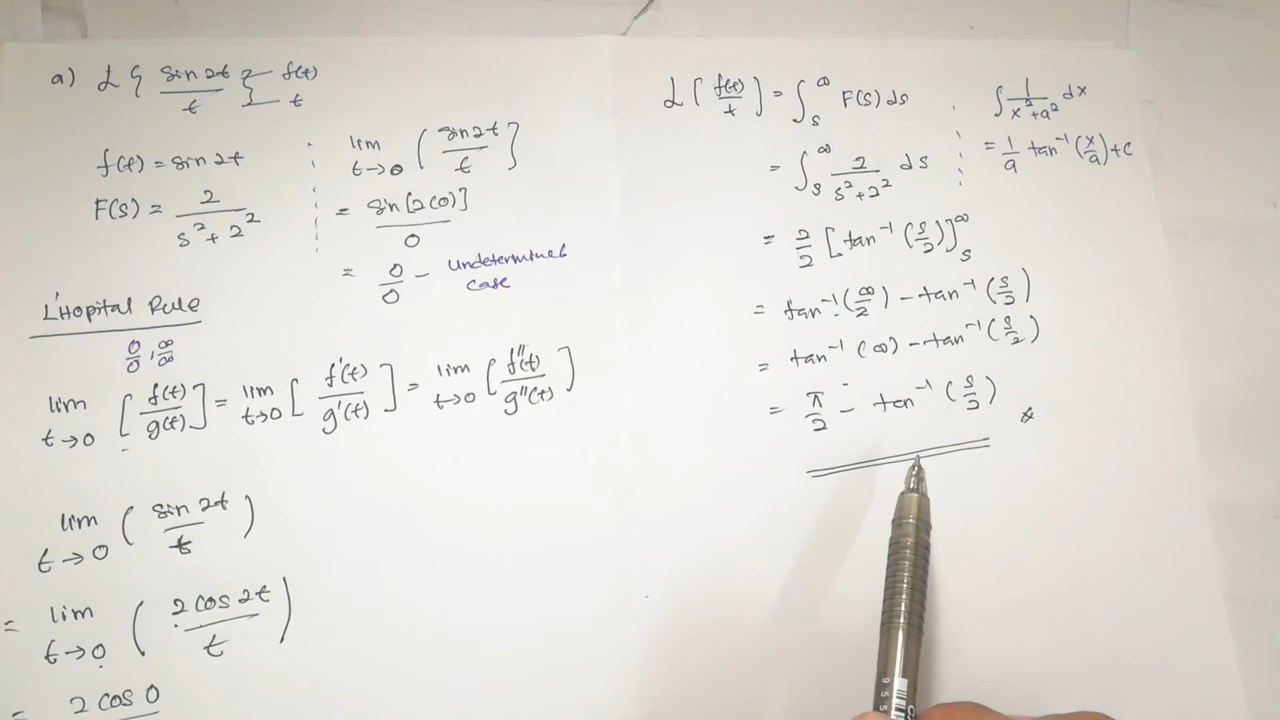 a) L{ sin 2t / t } f(t) / t
f(t) = sin 2t
F(s) = 2 / s² + 2²
lim t→0 ( sin 2t / t ]
= sin [2(0)] / 0
= 0/0 – undetermined
case
L'Hopital Rule
0/0 , ∞/∞
lim t→0 [ f(t) / g(t) ] = lim t→0 [ f'(t) / g'(t) ] = lim t→0 [ f''(t) / g''(t) ]
lim t→0 ( sin 2t / t )
= lim t→0 ( 2 cos 2t / t )
= 2 cos 0
L[ f(t) / t ] = ∫ₛ^∞ F(s) ds
= ∫ₛ^∞ 2 / s² + 2² ds
= 2/2 [ tan⁻¹ (s/2) ]ₛ^∞
= tan⁻¹ (∞/2) – tan⁻¹ (s/2)
= tan⁻¹ (∞) – tan⁻¹ (s/2)
= π/2 – tan⁻¹ (s/2) *
∫ 1 / x² + a² dx
= 1/a tan⁻¹ (x/a) + c